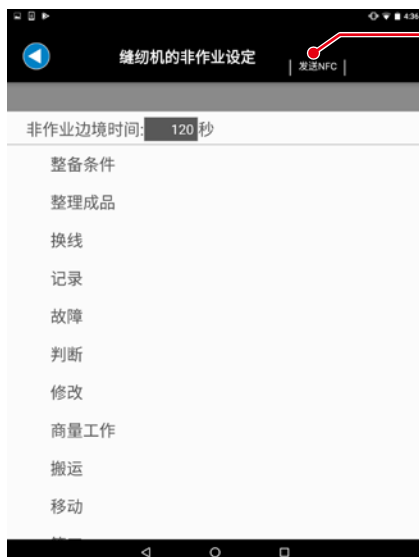 4:36
缝纫机的非作业设定
发送NFC
非作业边境时间: 120 秒
整备条件
整理成品
换线
记录
故障
判断
修改
商量工作
搬运
移动